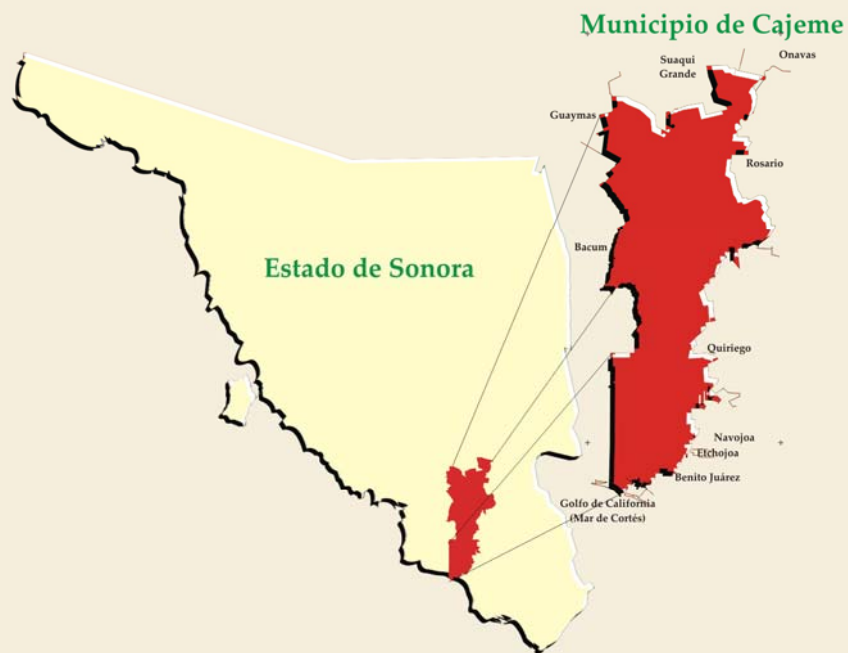 Municipio de Cajeme
Suaqui
Grande
Onavas
Guaymas
Rosario
Bacum
Estado de Sonora
Quiriego
Navojoa
Etchojoa
Benito Juárez
Golfo de California
(Mar de Cortés)